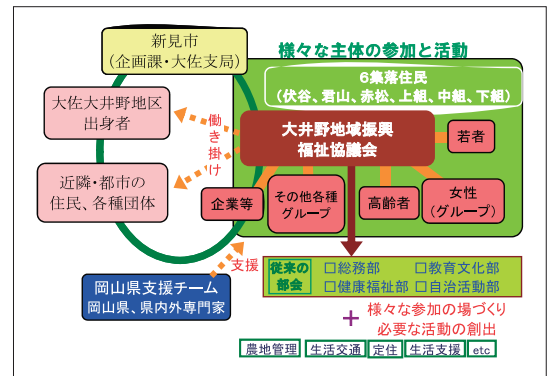 新見市
(企画課・大佐支局)
様々な主体の参加と活動
6集落住民
(伏谷、君山、赤松、上組、中組、下組)
大佐大井野地区
出身者
働き掛け
大井野地域振興
福祉協議会
若者
近隣・都市の
住民、各種団体
企業等
その他各種
グループ
高齢者
女性
(グループ)
支援
岡山県支援チーム
岡山県、県内外専門家
従来の
部会
□総務部 □教育文化部
□健康福祉部 □自治活動部
+
様々な参加の場づくり
必要な活動の創出
農地管理 生活交通 定住 生活支援 etc